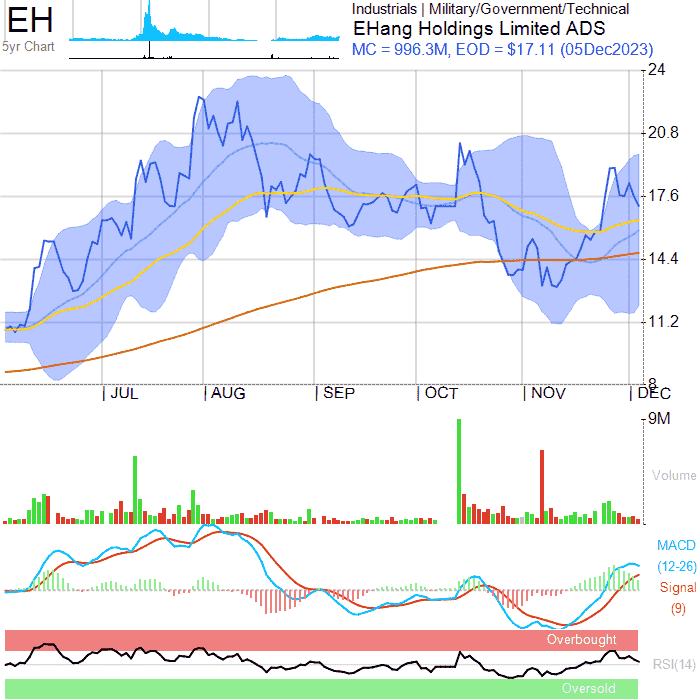 EH
5yr Chart
Industrials | Military/Government/Technical
EHang Holdings Limited ADS
MC = 996.3M, EOD = $17.11 (05Dec2023)
24
20.8
17.6
14.4
11.2
8
JUL AUG SEP OCT NOV DEC
9M
Volume
MACD
(12-26)
Signal
(9)
Overbought
RSI(14)
Oversold